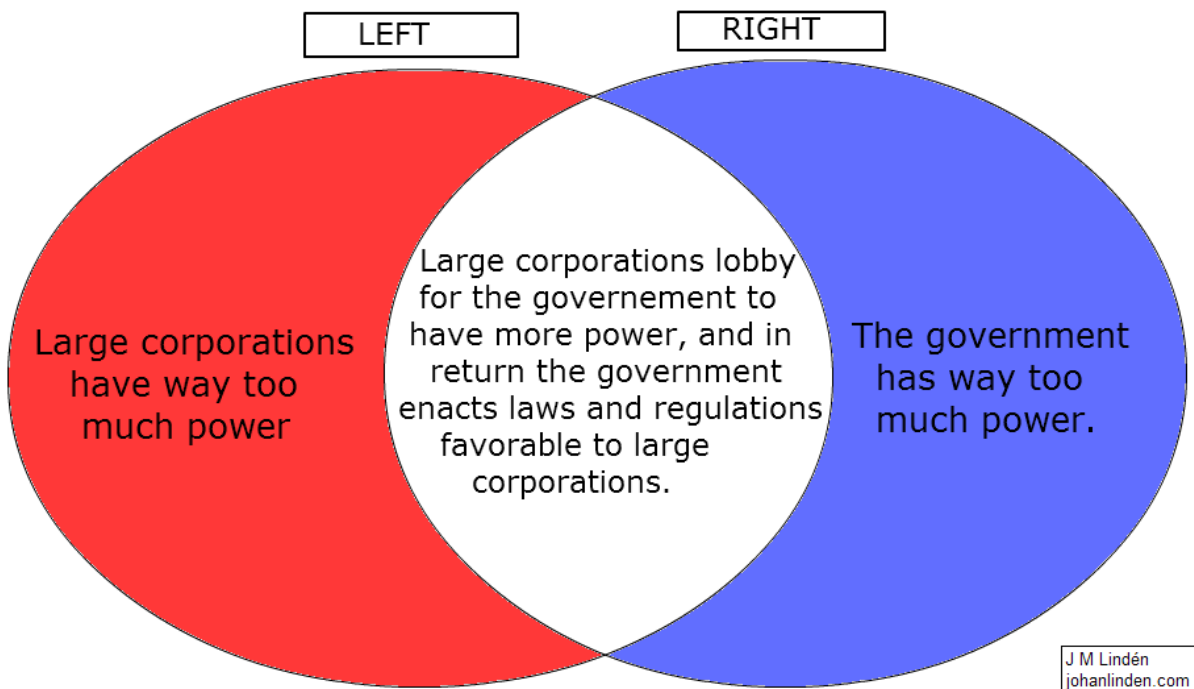 LEFT
RIGHT
Large corporations
have way too
much power
Large corporations lobby
for the governement to
have more power, and in
return the government
enacts laws and regulations
favorable to large
corporations.
The government
has way too
much power.
J M Lindén
johanlinden.com